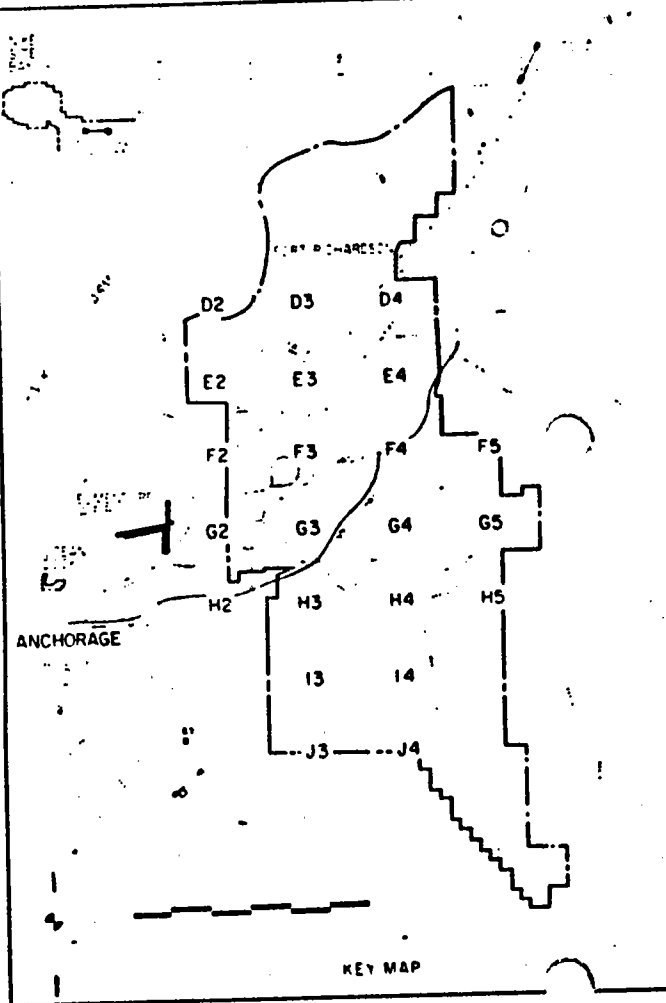 FORT RICHARDSON
D2 D3 D4
E2 E3 E4
F2 F3 F4 F5
G2 G3 G4 G5
H2 H3 H4 H5
ANCHORAGE
I3 I4
J3 J4
KEY MAP